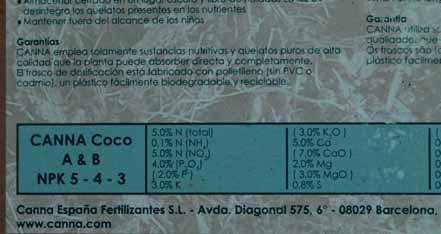 desintegra los quelatos presentes en los nutrientes
• Mantener fuera del alcance de los niños
Garantías
CANNA emplea solamente sustancias nutritivas y quelatos puros de alta
calidad que la planta puede absorber directa y completamente.
El frasco de dosificación está fabricado con polietileno (sin PVC o
cadmio), un plástico fácilmente biodegradable y reciclable.
Garantía
CANNA utiliza
Os frascos são
plástico facilmen
CANNA Coco
A & B
NPK 5 - 4 - 3
5.0% N (total)
0,1% N (NH₄)
5.0% N (NO₃)
4,0% (P₂O₅)
( 2.0% P )
3.0% K
( 3.0% K₂O )
5.0% Ca
( 7,0% CaO )
2.0% Mg
( 3.0% MgO )
0.8% S
Canna España Fertilizantes S.L. - Avda. Diagonal 575, 6° - 08029 Barcelona,
www.canna.com